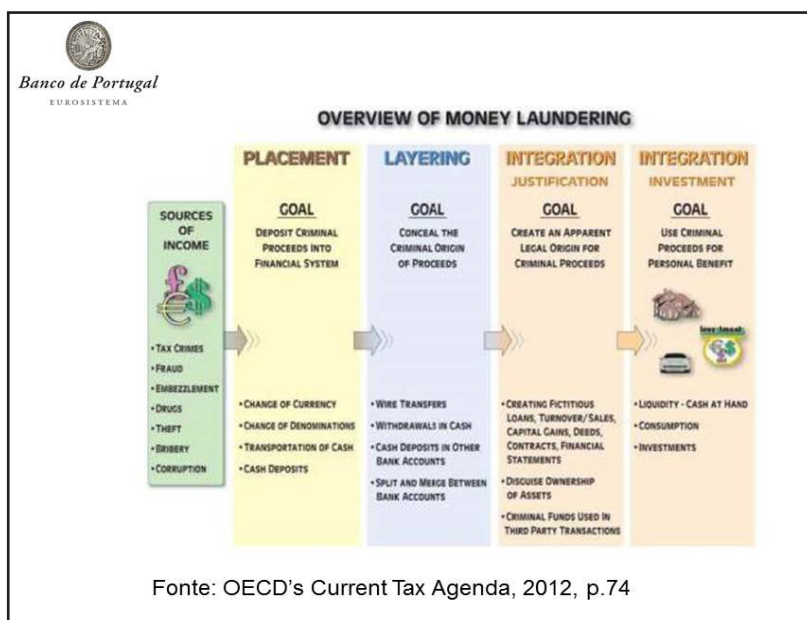 Banco de Portugal
EUROSISTEMA
OVERVIEW OF MONEY LAUNDERING
SOURCES
OF
INCOME
£
$
€
• TAX CRIMES
• FRAUD
• EMBEZZLEMENT
• DRUGS
• THEFT
• BRIBERY
• CORRUPTION
PLACEMENT
GOAL
DEPOSIT CRIMINAL
PROCEEDS INTO
FINANCIAL SYSTEM
• CHANGE OF CURRENCY
• CHANGE OF DENOMINATIONS
• TRANSPORTATION OF CASH
• CASH DEPOSITS
LAYERING
GOAL
CONCEAL THE
CRIMINAL ORIGIN
OF PROCEEDS
• WIRE TRANSFERS
• WITHDRAWALS IN CASH
• CASH DEPOSITS IN OTHER
BANK ACCOUNTS
• SPLIT AND MERGE BETWEEN
BANK ACCOUNTS
INTEGRATION
JUSTIFICATION
GOAL
CREATE AN APPARENT
LEGAL ORIGIN FOR
CRIMINAL PROCEEDS
• CREATING FICTITIOUS
LOANS, TURNOVER/SALES,
CAPITAL GAINS, DEEDS,
CONTRACTS, FINANCIAL
STATEMENTS
• DISGUISE OWNERSHIP
OF ASSETS
• CRIMINAL FUNDS USED IN
THIRD PARTY TRANSACTIONS
INTEGRATION
INVESTMENT
GOAL
USE CRIMINAL
PROCEEDS FOR
PERSONAL BENEFIT
Investment
• LIQUIDITY - CASH AT HAND
• CONSUMPTION
• INVESTMENTS
Fonte: OECD's Current Tax Agenda, 2012, p.74